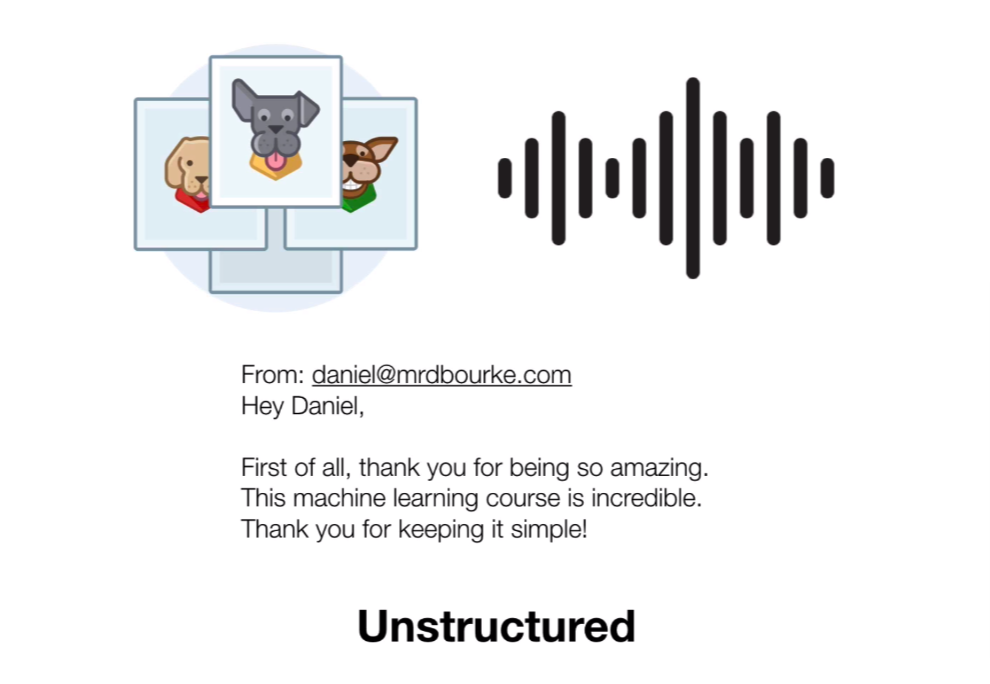 From: daniel@mrdbourke.com
Hey Daniel,
First of all, thank you for being so amazing.
This machine learning course is incredible.
Thank you for keeping it simple!
Unstructured